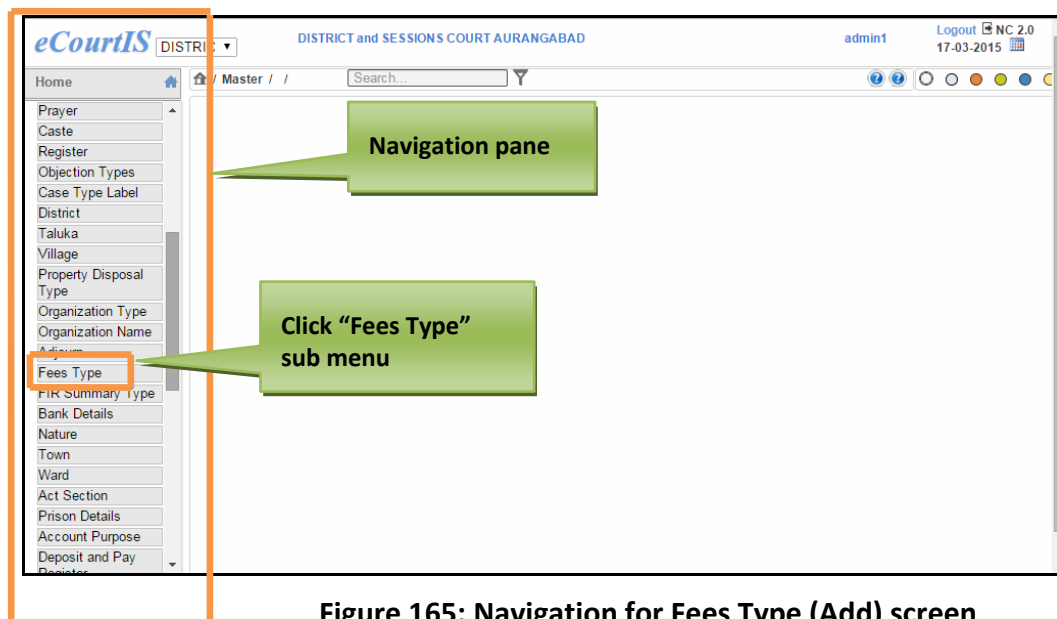 eCourtIS
DISTRIC
DISTRICT and SESSIONS COURT AURANGABAD
admin1
Logout NC 2.0
17-03-2015
Home
/ Master / /
Search...
Prayer
Caste
Register
Objection Types
Case Type Label
District
Taluka
Village
Property Disposal
Type
Organization Type
Organization Name
Adjourn
Fees Type
FIR Summary Type
Bank Details
Nature
Town
Ward
Act Section
Prison Details
Account Purpose
Deposit and Pay
Register
Navigation pane
Click “Fees Type”
sub menu
Figure 165: Navigation for Fees Type (Add) screen